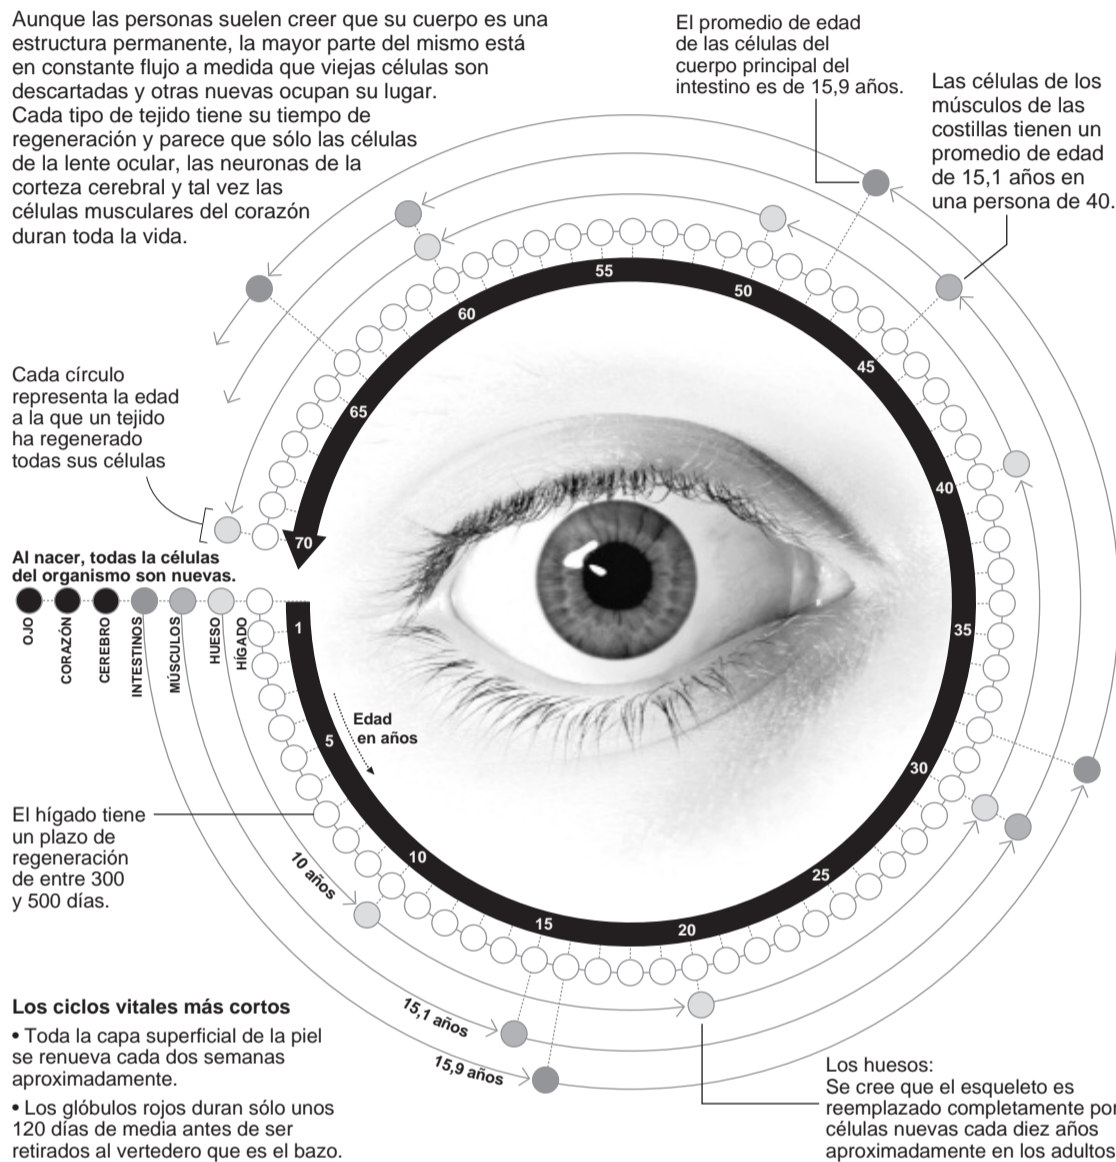 Aunque las personas suelen creer que su cuerpo es una
estructura permanente, la mayor parte del mismo está
en constante flujo a medida que viejas células son
descartadas y otras nuevas ocupan su lugar.
Cada tipo de tejido tiene su tiempo de
regeneración y parece que sólo las células
de la lente ocular, las neuronas de la
corteza cerebral y tal vez las
células musculares del corazón
duran toda la vida.
El promedio de edad
de las células del
cuerpo principal del
intestino es de 15,9 años.
Las células de los
músculos de las
costillas tienen un
promedio de edad
de 15,1 años en
una persona de 40.
Cada círculo
representa la edad
a la que un tejido
ha regenerado
todas sus células
Al nacer, todas la células
del organismo son nuevas.
OJO
CORAZÓN
CEREBRO
INTESTINOS
MÚSCULOS
HUESO
HÍGADO
1
5
10
15
20
25
30
35
40
45
50
55
60
65
70
Edad
en años
El hígado tiene
un plazo de
regeneración
de entre 300
y 500 días.
10 años
15,1 años
15,9 años
Los ciclos vitales más cortos
• Toda la capa superficial de la piel
se renueva cada dos semanas
aproximadamente.
• Los glóbulos rojos duran sólo unos
120 días de media antes de ser
retirados al vertedero que es el bazo.
Los huesos:
Se cree que el esqueleto es
reemplazado completamente por
células nuevas cada diez años
aproximadamente en los adultos